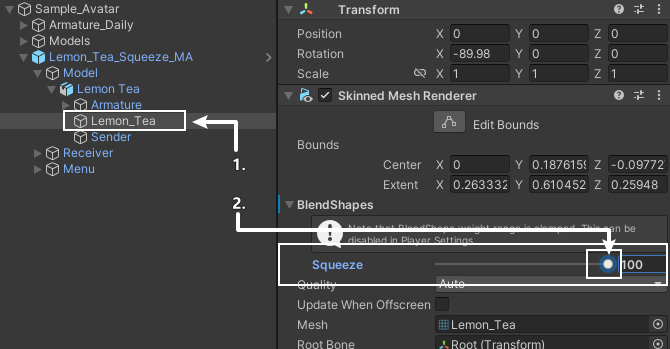 Sample_Avatar
Armature_Daily
Models
Lemon_Tea_Squeeze_MA
Model
Lemon Tea
Armature
Lemon_Tea
Sender
Receiver
Menu
1.
2.
Transform
Position X 0 Y 0 Z 0
Rotation X -89.98 Y 0 Z 0
Scale X 1 Y 1 Z 1
Skinned Mesh Renderer
Edit Bounds
Bounds
Center X 0 Y 0.1876159 Z -0.09772
Extent X 0.263332 Y 0.610452 Z 0.25948
BlendShapes
Note that BlendShape weight range is clamped. This can be
disabled in Player Settings.
Squeeze 100
Quality Auto
Update When Offscreen
Mesh Lemon_Tea
Root Bone Root (Transform)